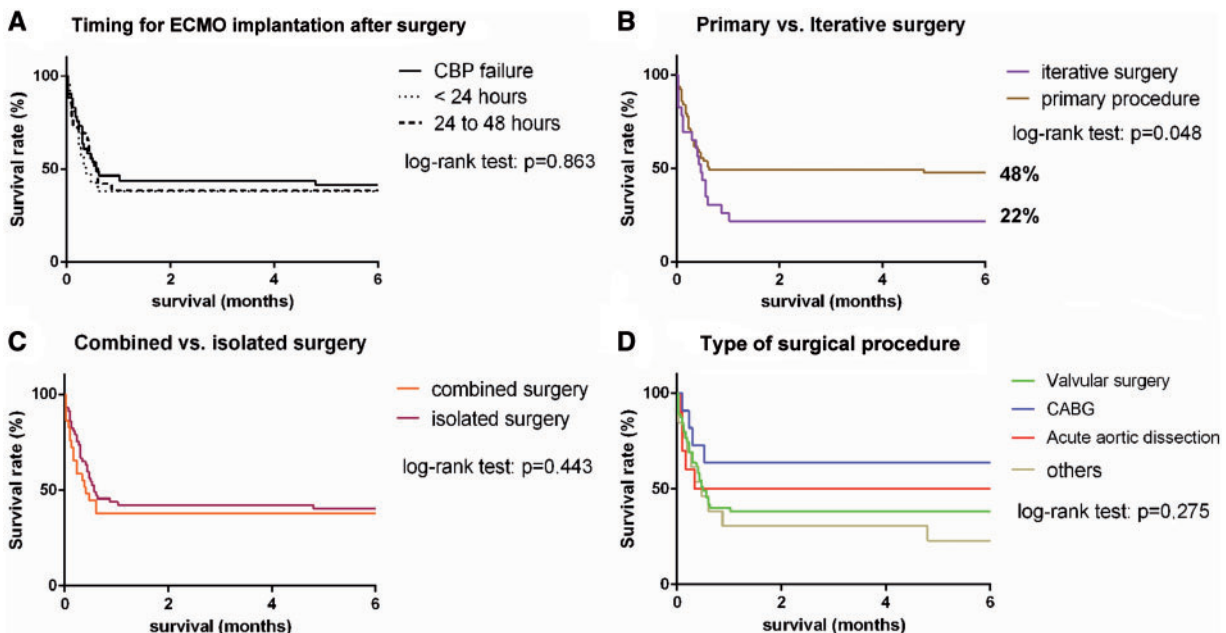 A
Timing for ECMO implantation after surgery
Survival rate (%)
100
50
0
0 2 4 6
survival (months)
CBP failure
< 24 hours
24 to 48 hours
log-rank test: p=0.863
B
Primary vs. Iterative surgery
Survival rate (%)
100
50
0
0 2 4 6
survival (months)
iterative surgery
primary procedure
log-rank test: p=0.048
48%
22%
C
Combined vs. isolated surgery
Survival rate (%)
100
50
0
0 2 4 6
survival (months)
combined surgery
isolated surgery
log-rank test: p=0.443
D
Type of surgical procedure
Survival rate (%)
100
50
0
0 2 4 6
survival (months)
Valvular surgery
CABG
Acute aortic dissection
others
log-rank test: p=0.275